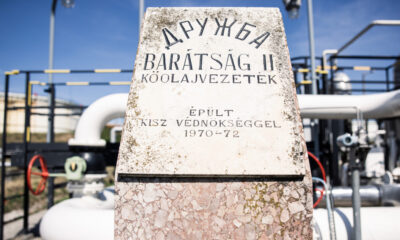 ДРУЖБА
BARÁTSÁG II
KŐOLAJVEZETÉK
ÉPÜLT
KISZ VÉDNÖKSÉGGEL
1970-72